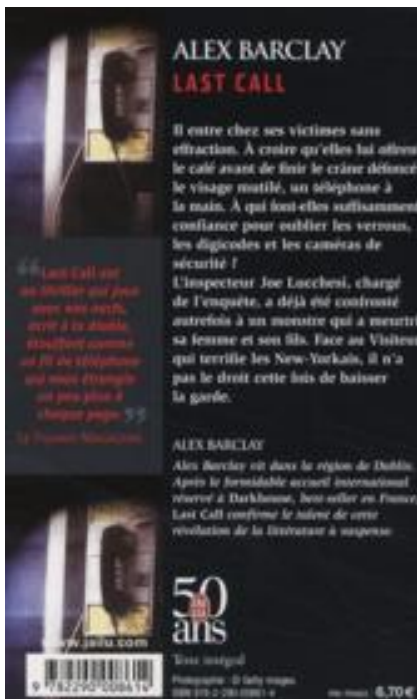 ALEX BARCLAY
LAST CALL
Il entre chez ses victimes sans
effraction. À croire qu'elles lui offrent
le café avant de finir le crâne défoncé,
le visage mutilé, un téléphone à
la main. À qui font-elles suffisamment
confiance pour oublier les verrous,
les digicodes et les caméras de
sécurité ?
L'inspecteur Joe Lucchesi, chargé
de l'enquête, a déjà été confronté
autrefois à un monstre qui a meurtri
sa femme et son fils. Face au Visiteur
qui terrifie les New-Yorkais, il n'a
pas le droit cette fois de baisser
la garde.
“Last Call est
un thriller qui joue
avec nos nerfs,
écrit à la diable,
étouffant comme
un fil de téléphone
qui nous étrangle
un peu plus à
chaque page.”
ALEX BARCLAY
Alex Barclay vit dans la région de Dublin.
Après le formidable accueil international
réservé à Darkhouse, best-seller en France,
Last Call confirme le talent de cette
révélation de la littérature à suspense.
50
ans
Texte intégral
www.jailu.com
Photographie : © Getty Images
6,70 €